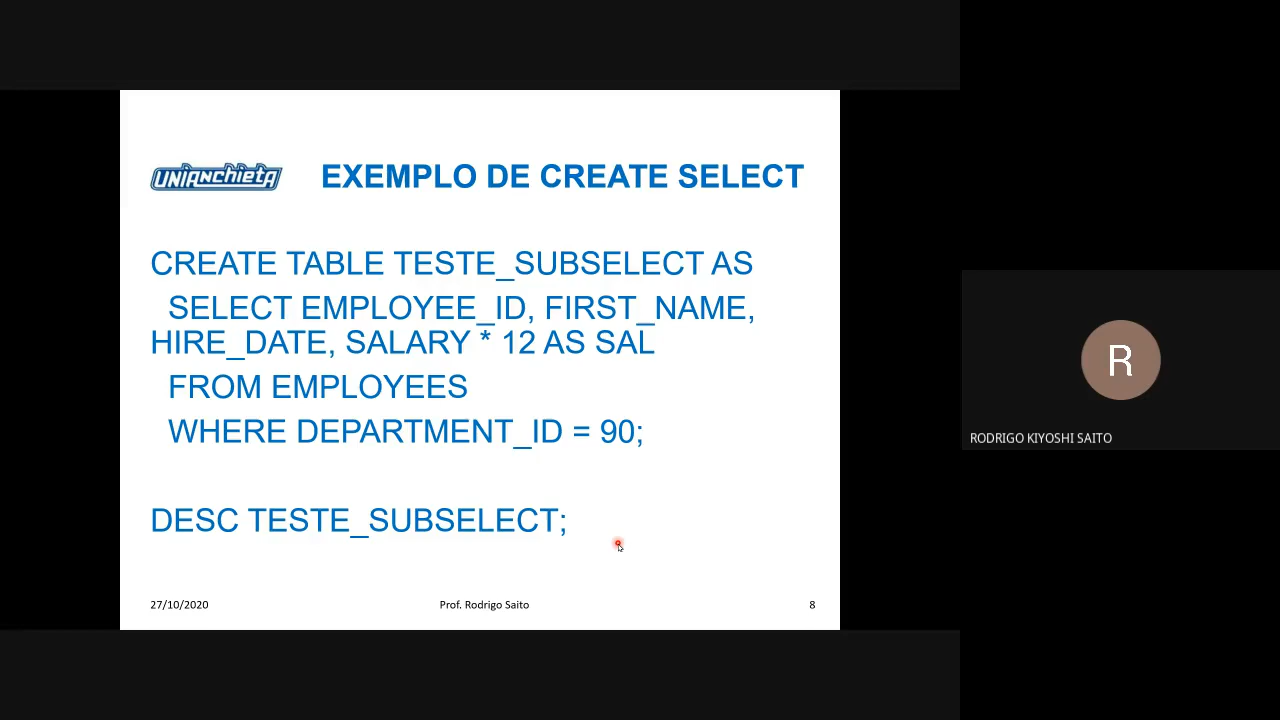 UNIANCHIETA
EXEMPLO DE CREATE SELECT
CREATE TABLE TESTE_SUBSELECT AS
SELECT EMPLOYEE_ID, FIRST_NAME,
HIRE_DATE, SALARY * 12 AS SAL
FROM EMPLOYEES
WHERE DEPARTMENT_ID = 90;
DESC TESTE_SUBSELECT;
27/10/2020
Prof. Rodrigo Saito
8
R
RODRIGO KIYOSHI SAITO